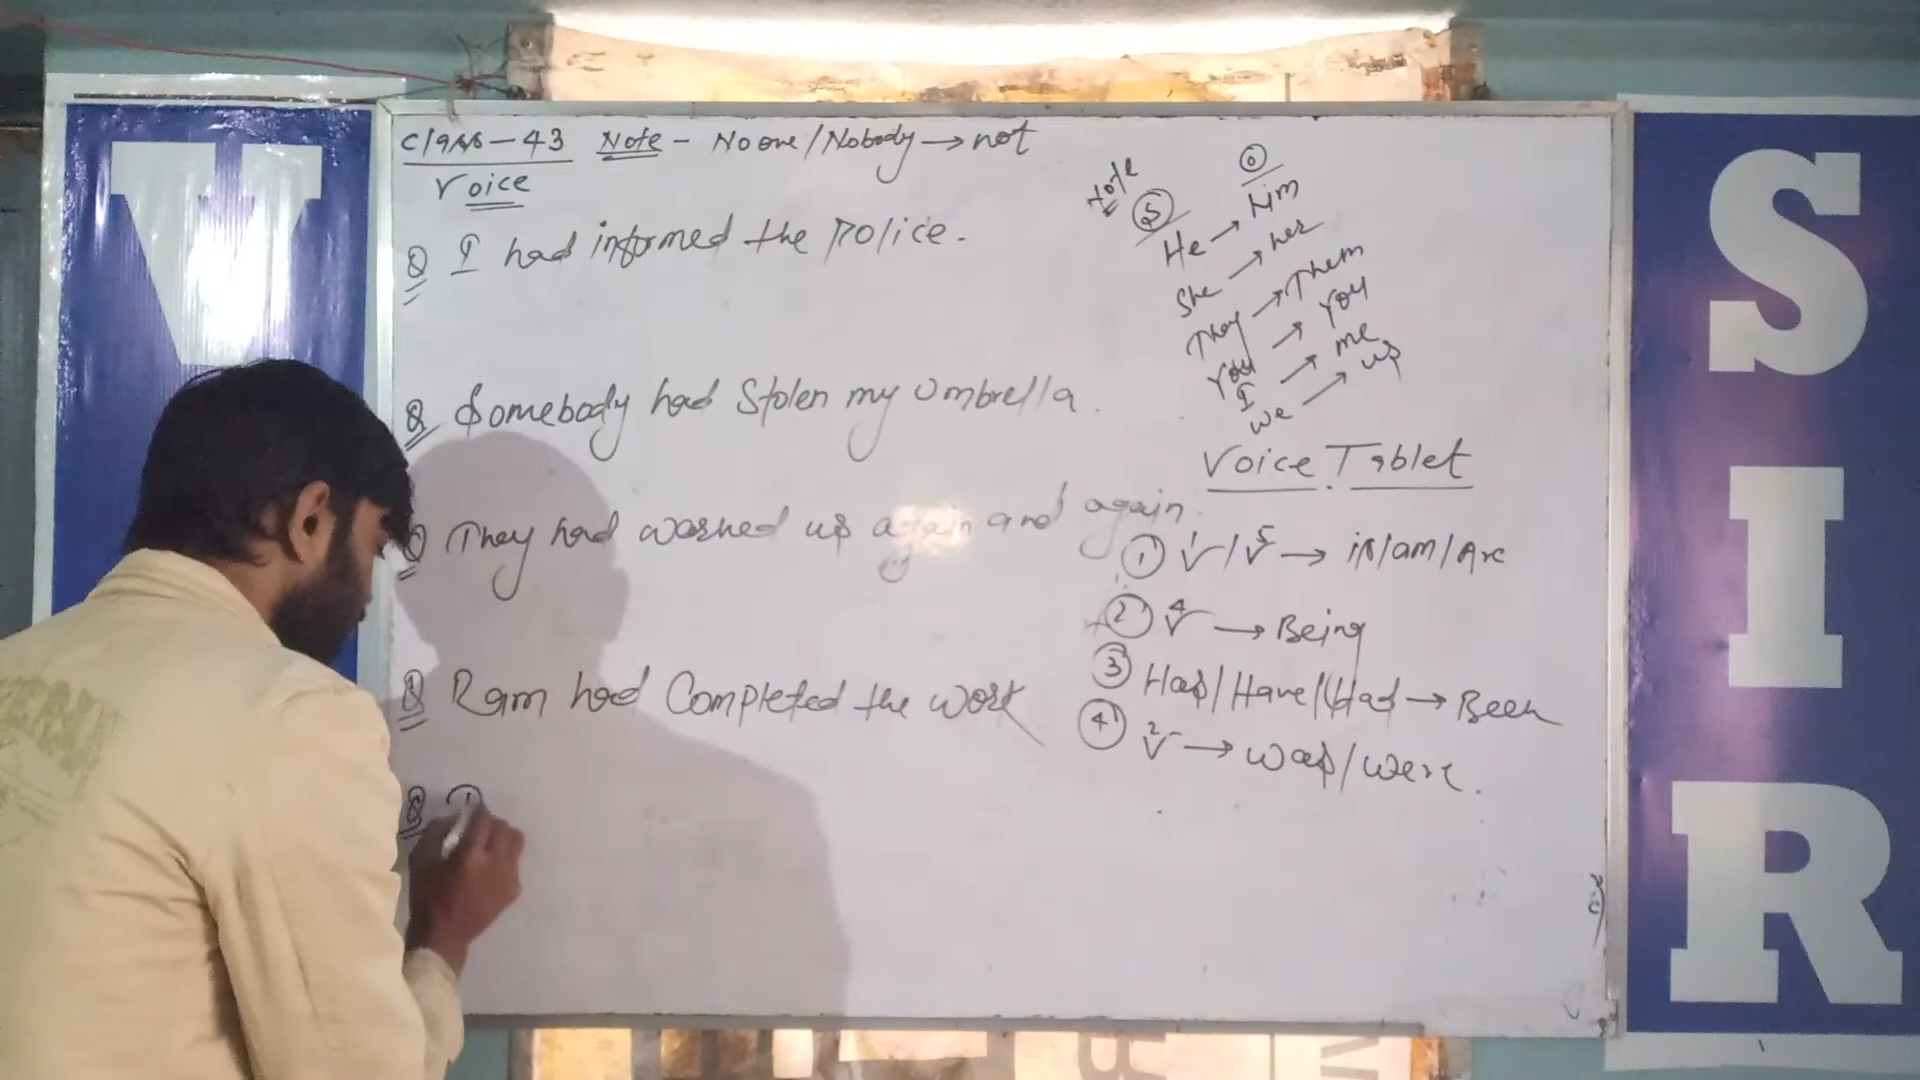 Class-43 Note - No one/Nobody → not
Voice
Q I had informed the Police.
Q Somebody had Stolen my Umbrella.
Q They had warned us again and again
Q Ram had Completed the work
Q
Note
S O
He → him
She → her
They → Them
You → You
I → me
We → us
Voice Tablet
① V¹/V⁵ → is/am/Are
② V⁴ → Being
③ Has/Have/Had → Been
④ V² → was/were.
V
S
I
R